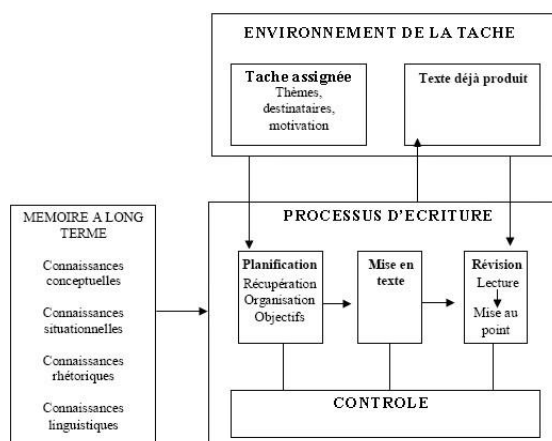 ENVIRONNEMENT DE LA TACHE
Tache assignée
Thèmes,
destinataires,
motivation
Texte déjà produit
MEMOIRE A LONG
TERME
Connaissances
conceptuelles
Connaissances
situationnelles
Connaissances
rhétoriques
Connaissances
linguistiques
PROCESSUS D'ECRITURE
Planification
Récupération
Organisation
Objectifs
Mise en
texte
Révision
Lecture
Mise au
point
CONTROLE